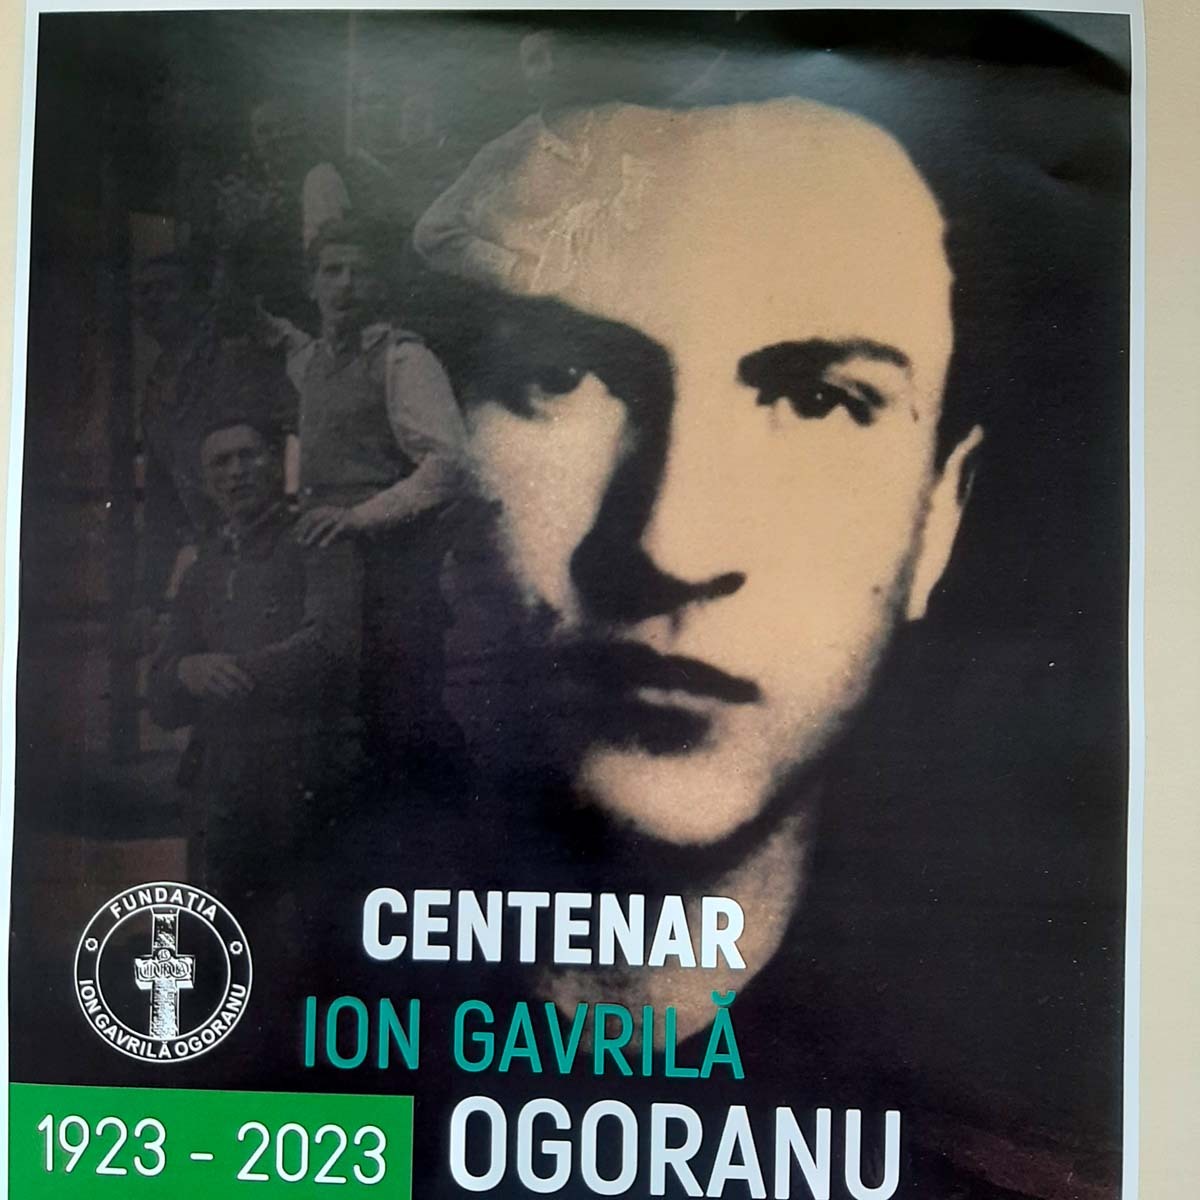 FUNDAȚIA
ION GAVRILĂ OGORANU
CENTENAR
ION GAVRILĂ
OGORANU
1923 - 2023